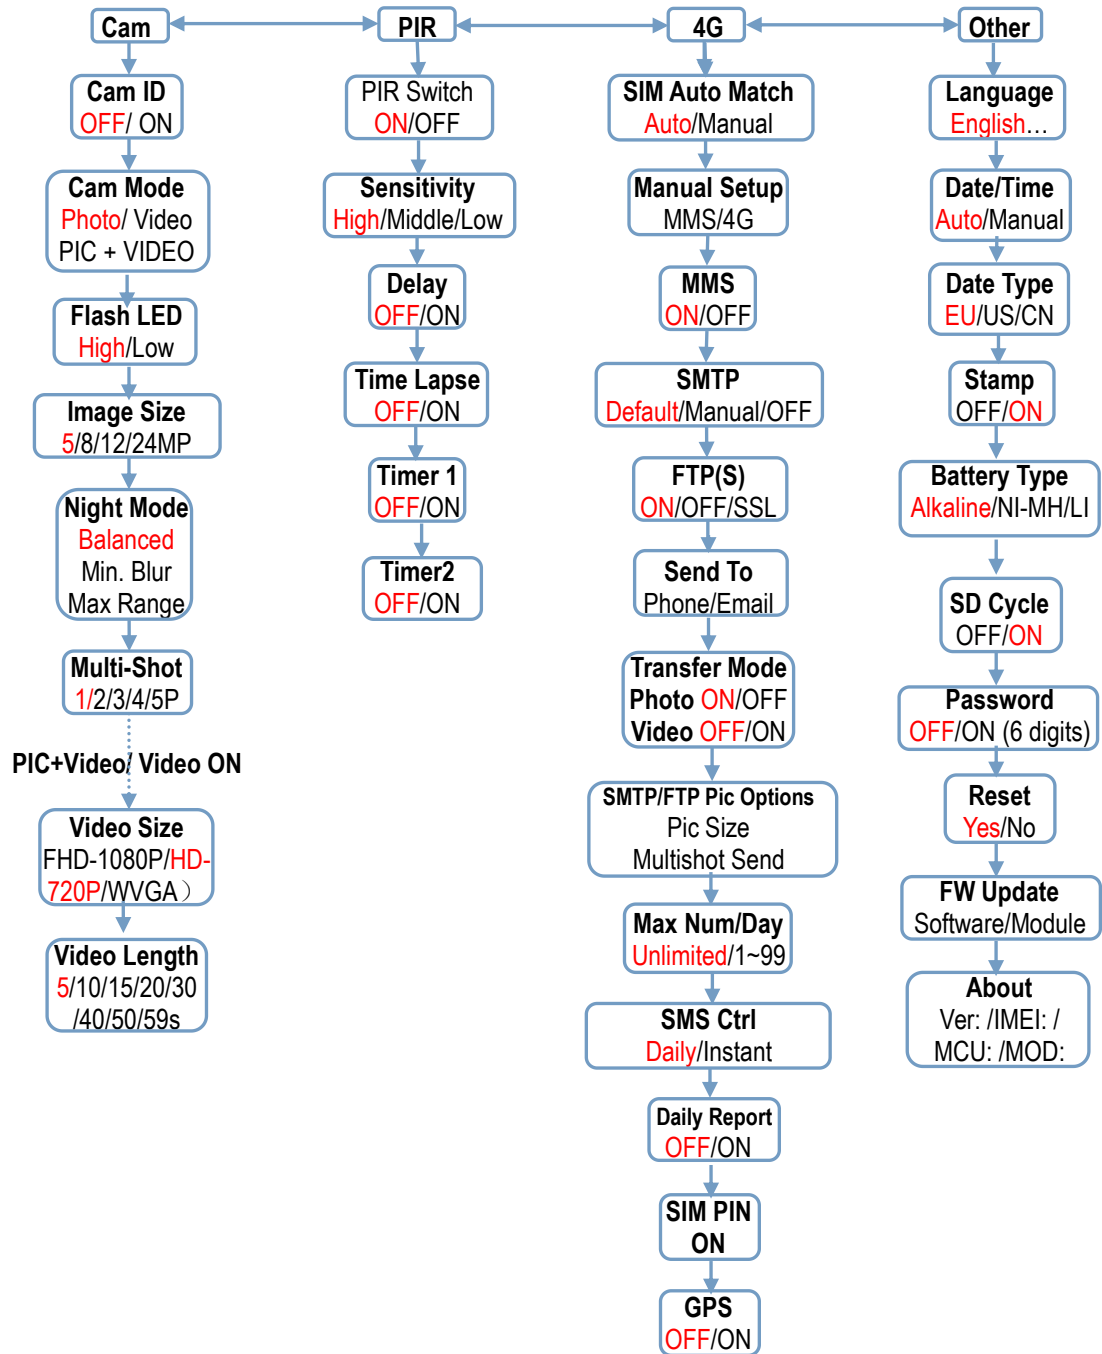 Cam
PIR
4G
Other
Cam ID
OFF/ ON
Cam Mode
Photo/ Video
PIC + VIDEO
Flash LED
High/Low
Image Size
5/8/12/24MP
Night Mode
Balanced
Min. Blur
Max Range
Multi-Shot
1/2/3/4/5P
PIC+Video/ Video ON
Video Size
FHD-1080P/HD-
720P/WVGA）
Video Length
5/10/15/20/30
/40/50/59s
PIR Switch
ON/OFF
Sensitivity
High/Middle/Low
Delay
OFF/ON
Time Lapse
OFF/ON
Timer 1
OFF/ON
Timer2
OFF/ON
SIM Auto Match
Auto/Manual
Manual Setup
MMS/4G
MMS
ON/OFF
SMTP
Default/Manual/OFF
FTP(S)
ON/OFF/SSL
Send To
Phone/Email
Transfer Mode
Photo ON/OFF
Video OFF/ON
SMTP/FTP Pic Options
Pic Size
Multishot Send
Max Num/Day
Unlimited/1~99
SMS Ctrl
Daily/Instant
Daily Report
OFF/ON
SIM PIN
ON
GPS
OFF/ON
Language
English…
Date/Time
Auto/Manual
Date Type
EU/US/CN
Stamp
OFF/ON
Battery Type
Alkaline/NI-MH/LI
SD Cycle
OFF/ON
Password
OFF/ON (6 digits)
Reset
Yes/No
FW Update
Software/Module
About
Ver: /IMEI: /
MCU: /MOD: